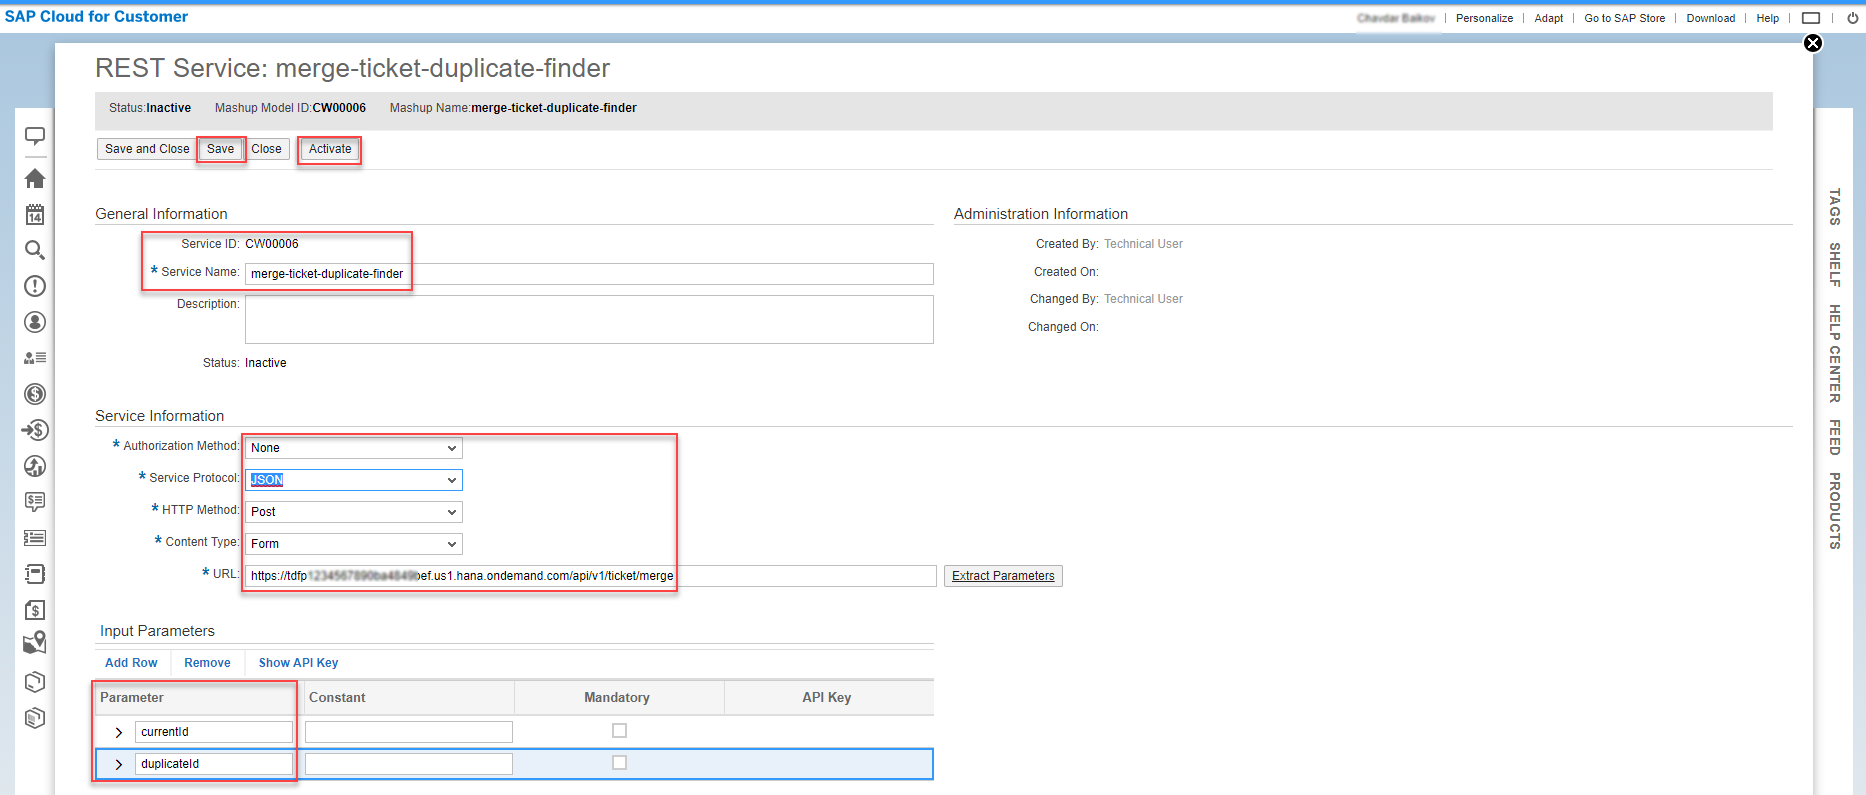 SAP Cloud for Customer
Personalize Adapt Go to SAP Store Download Help
REST Service: merge-ticket-duplicate-finder
Status:Inactive Mashup Model ID:CW00006 Mashup Name:merge-ticket-duplicate-finder
Save and Close Save Close Activate
General Information
Service ID: CW00006
* Service Name: merge-ticket-duplicate-finder
Description:
Status: Inactive
Administration Information
Created By: Technical User
Created On:
Changed By: Technical User
Changed On:
Service Information
* Authorization Method: None
* Service Protocol: JSON
* HTTP Method: Post
* Content Type: Form
* URL: https://tdfp1234567890ba4849bef.us1.hana.ondemand.com/api/v1/ticket/merge Extract Parameters
Input Parameters
Add Row Remove Show API Key
Parameter Constant Mandatory API Key
currentId
duplicateId
14
TAGS
SHELF
HELP CENTER
FEED
PRODUCTS